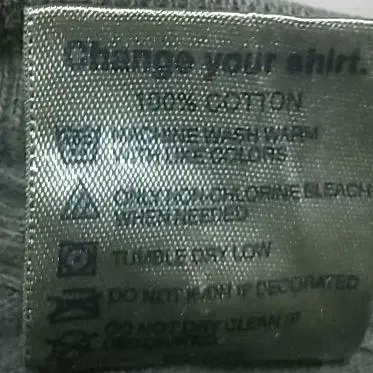 Change your shirt.
100% COTTON
MACHINE WASH WARM
WITH LIKE COLORS
ONLY NON-CHLORINE BLEACH
WHEN NEEDED
TUMBLE DRY LOW
DO NOT IRON IF DECORATED
DO NOT DRY CLEAN IF
DECORATED